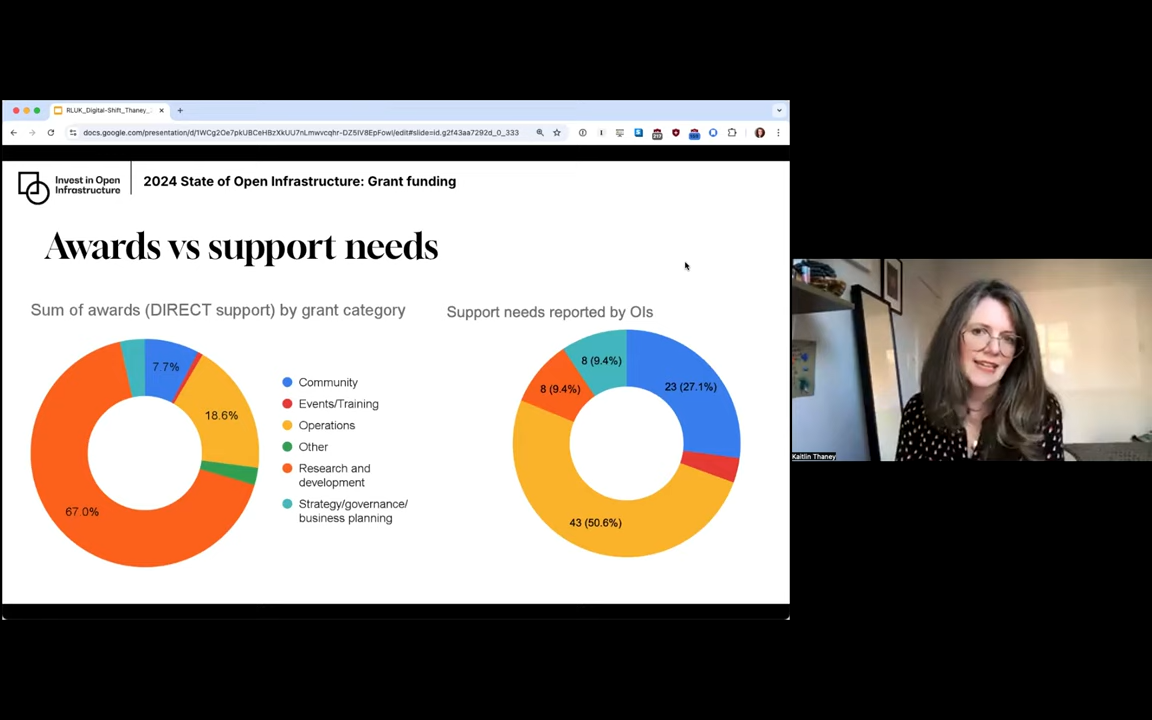 RLUK_Digital-Shift_Thaney_
docs.google.com/presentation/d/1WCg2Oe7pkUBCeHBzXkUU7nLmwvcqhr-DZ5IV8EpFowI/edit#slide=id.g2f43aa7292d_0_333
Invest in Open
Infrastructure
2024 State of Open Infrastructure: Grant funding
Awards vs support needs
Sum of awards (DIRECT support) by grant category
7.7%
18.6%
67.0%
Community
Events/Training
Operations
Other
Research and
development
Strategy/governance/
business planning
Support needs reported by OIs
8 (9.4%)
8 (9.4%)
23 (27.1%)
43 (50.6%)
Kaitlin Thaney